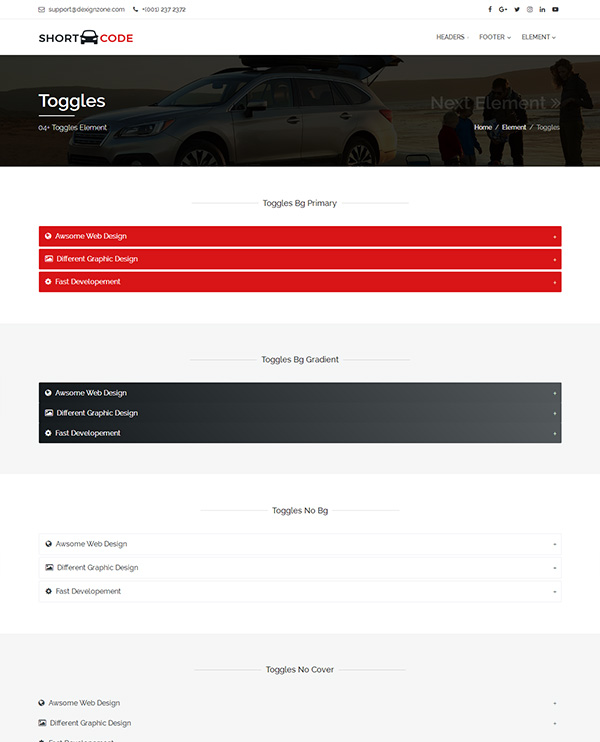 support@dexignzone.com +(001) 237 2372
SHORT CODE
HEADERS FOOTER ELEMENT
Toggles
Next Element »
04+ Toggles Element
Home / Element / Toggles
Toggles Bg Primary
Awsome Web Design +
Different Graphic Design +
Fast Developement +
Toggles Bg Gradient
Awsome Web Design +
Different Graphic Design +
Fast Developement +
Toggles No Bg
Awsome Web Design +
Different Graphic Design +
Fast Developement +
Toggles No Cover
Awsome Web Design +
Different Graphic Design +
Fast Developement